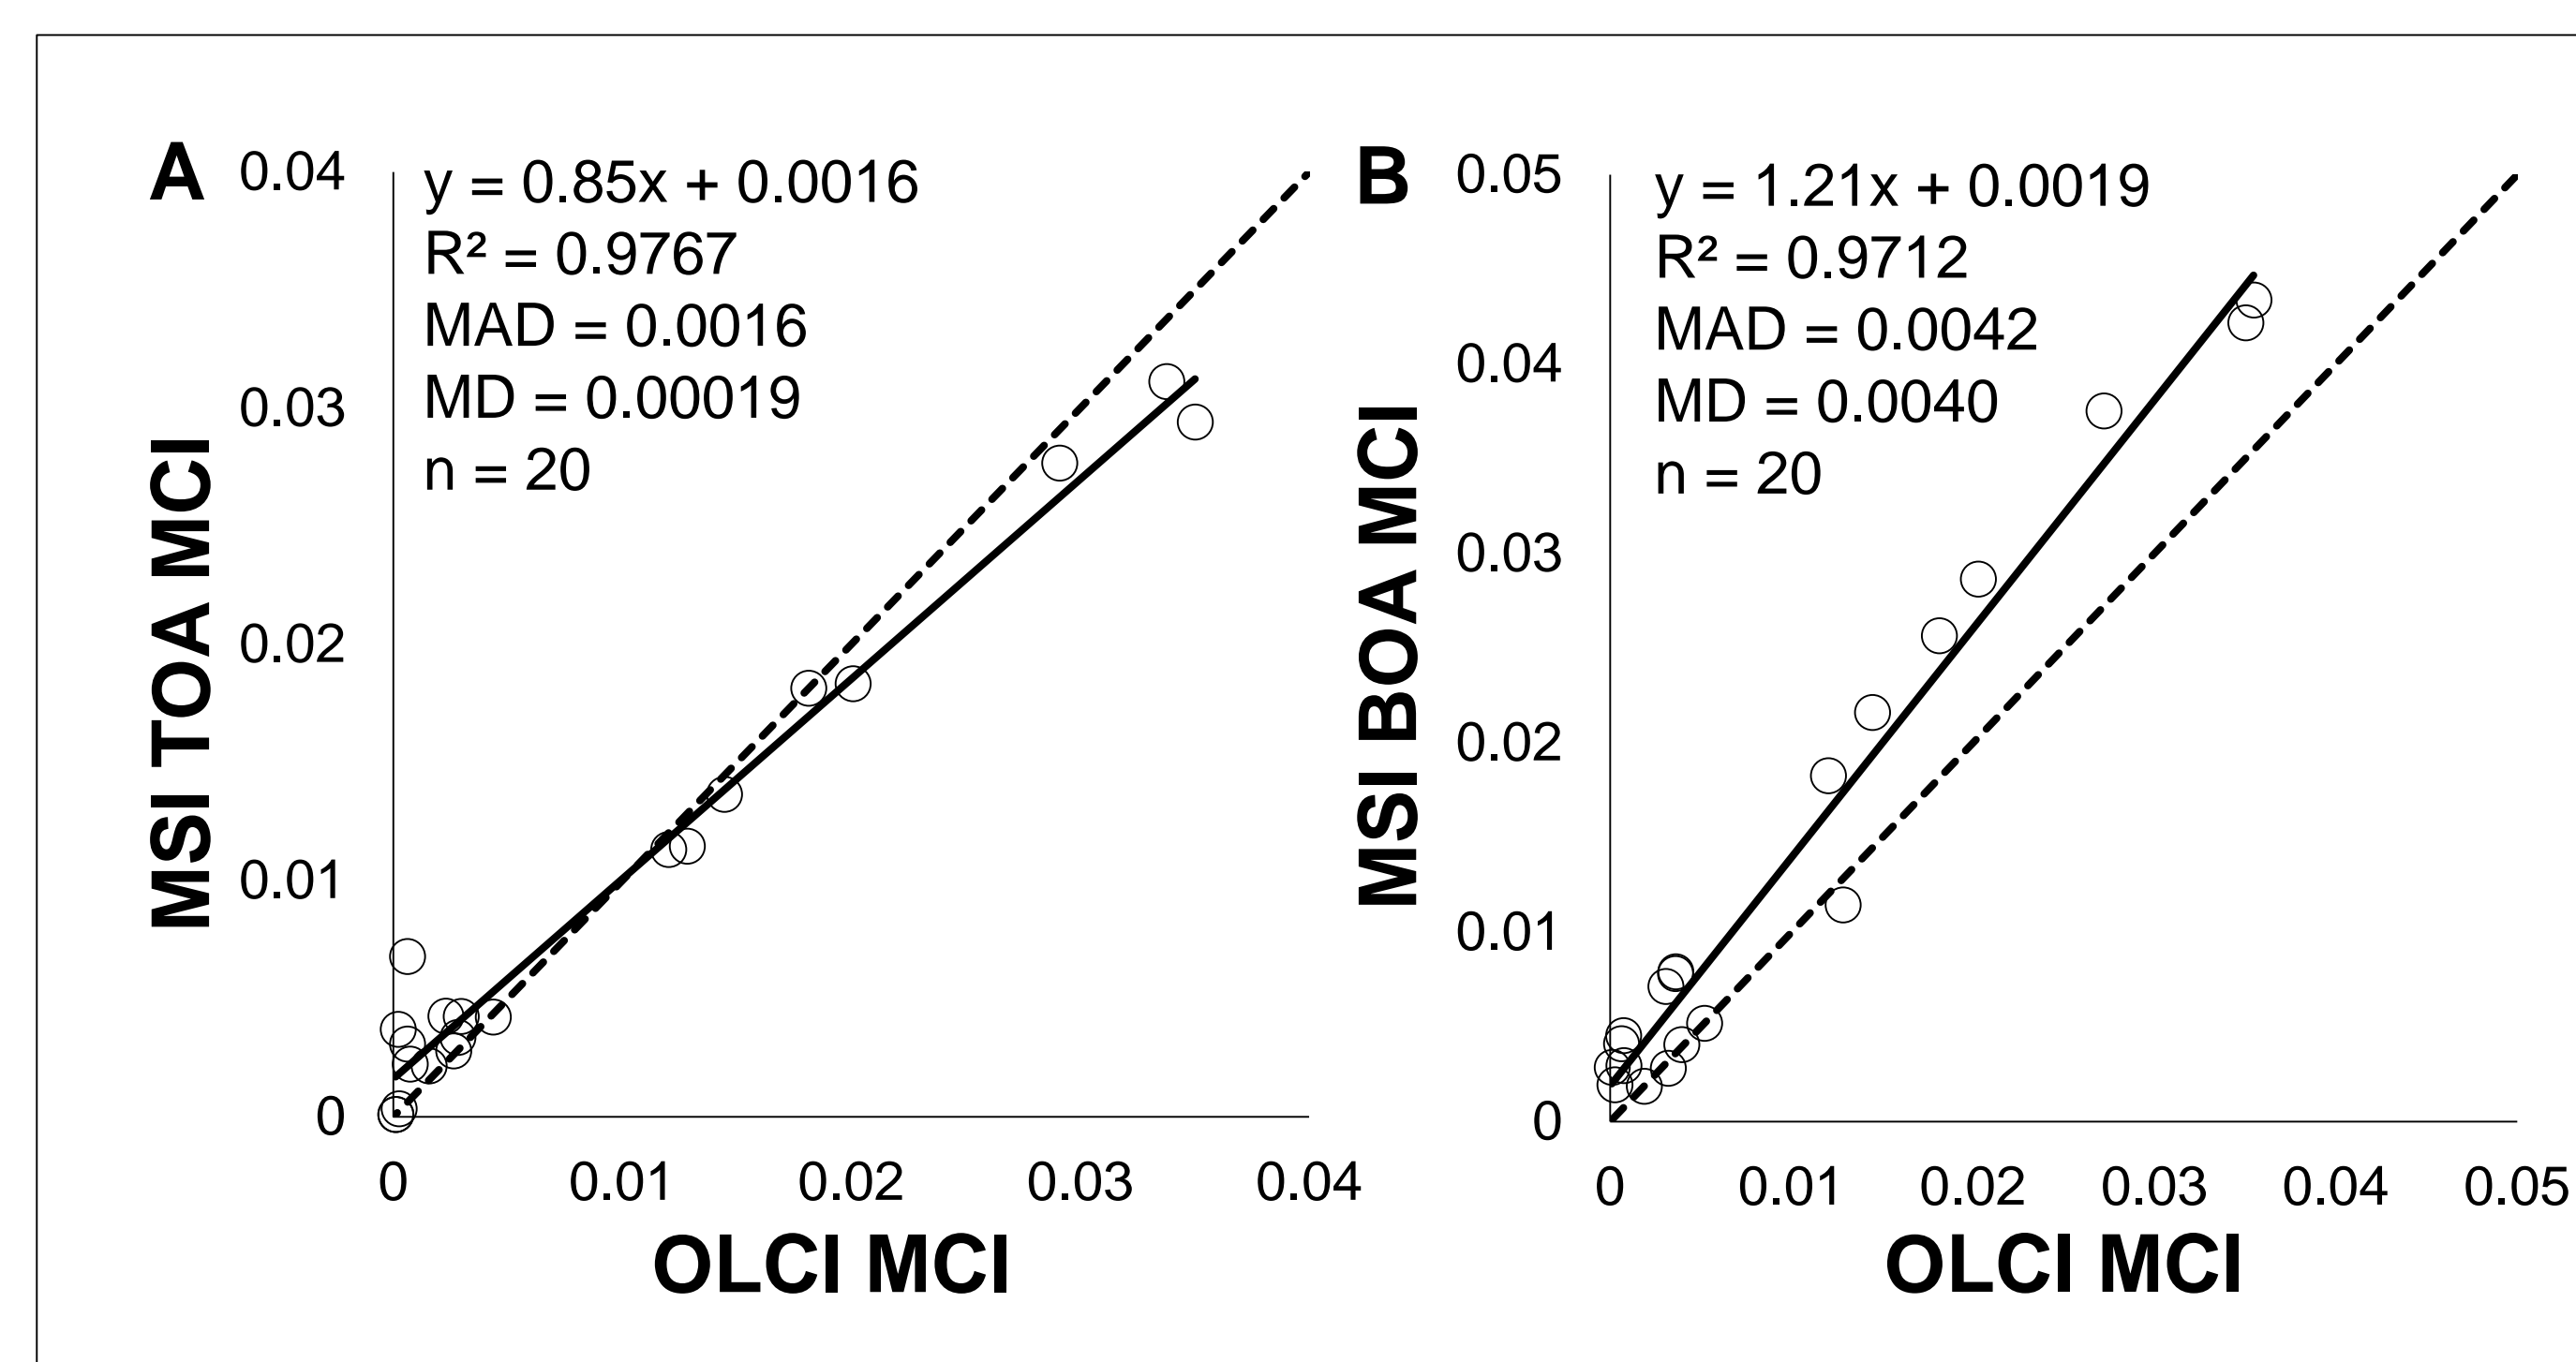 A
y = 0.85x + 0.0016
R² = 0.9767
MAD = 0.0016
MD = 0.00019
n = 20
MSI TOA MCI
0.04
0.03
0.02
0.01
0
0 0.01 0.02 0.03 0.04
OLCI MCI
B
y = 1.21x + 0.0019
R² = 0.9712
MAD = 0.0042
MD = 0.0040
n = 20
MSI BOA MCI
0.05
0.04
0.03
0.02
0.01
0
0 0.01 0.02 0.03 0.04 0.05
OLCI MCI